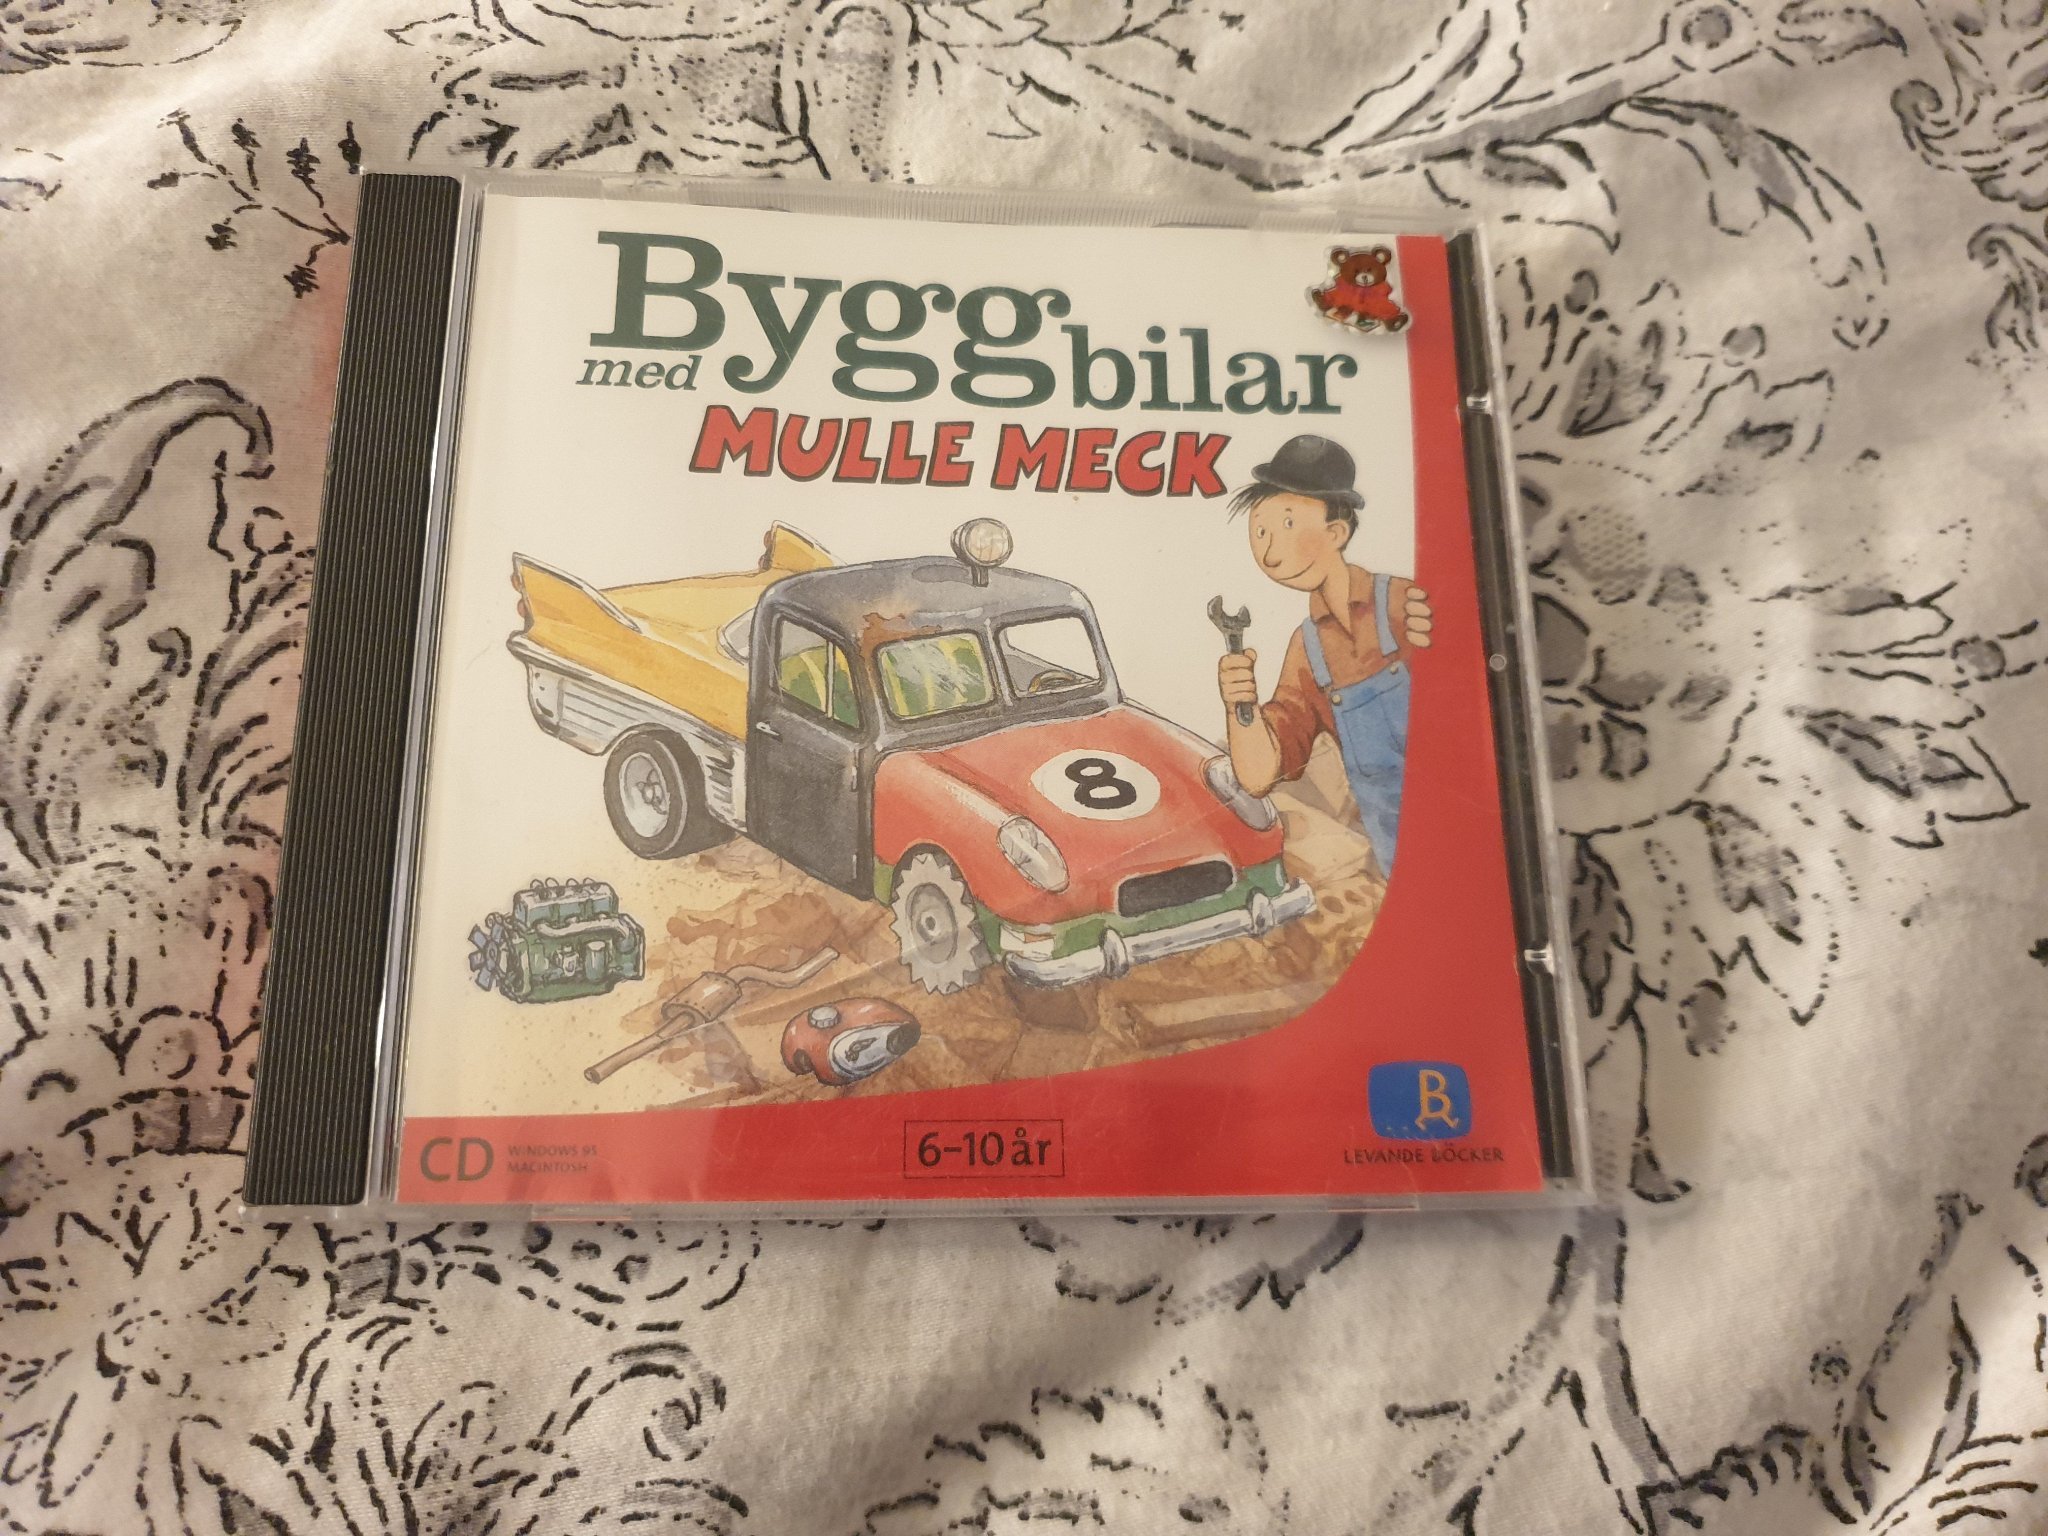 Bygg bilar
med
MULLE MECK
8
CD
WINDOWS 95
MACINTOSH
6-10 år
B
LEVANDE BÖCKER